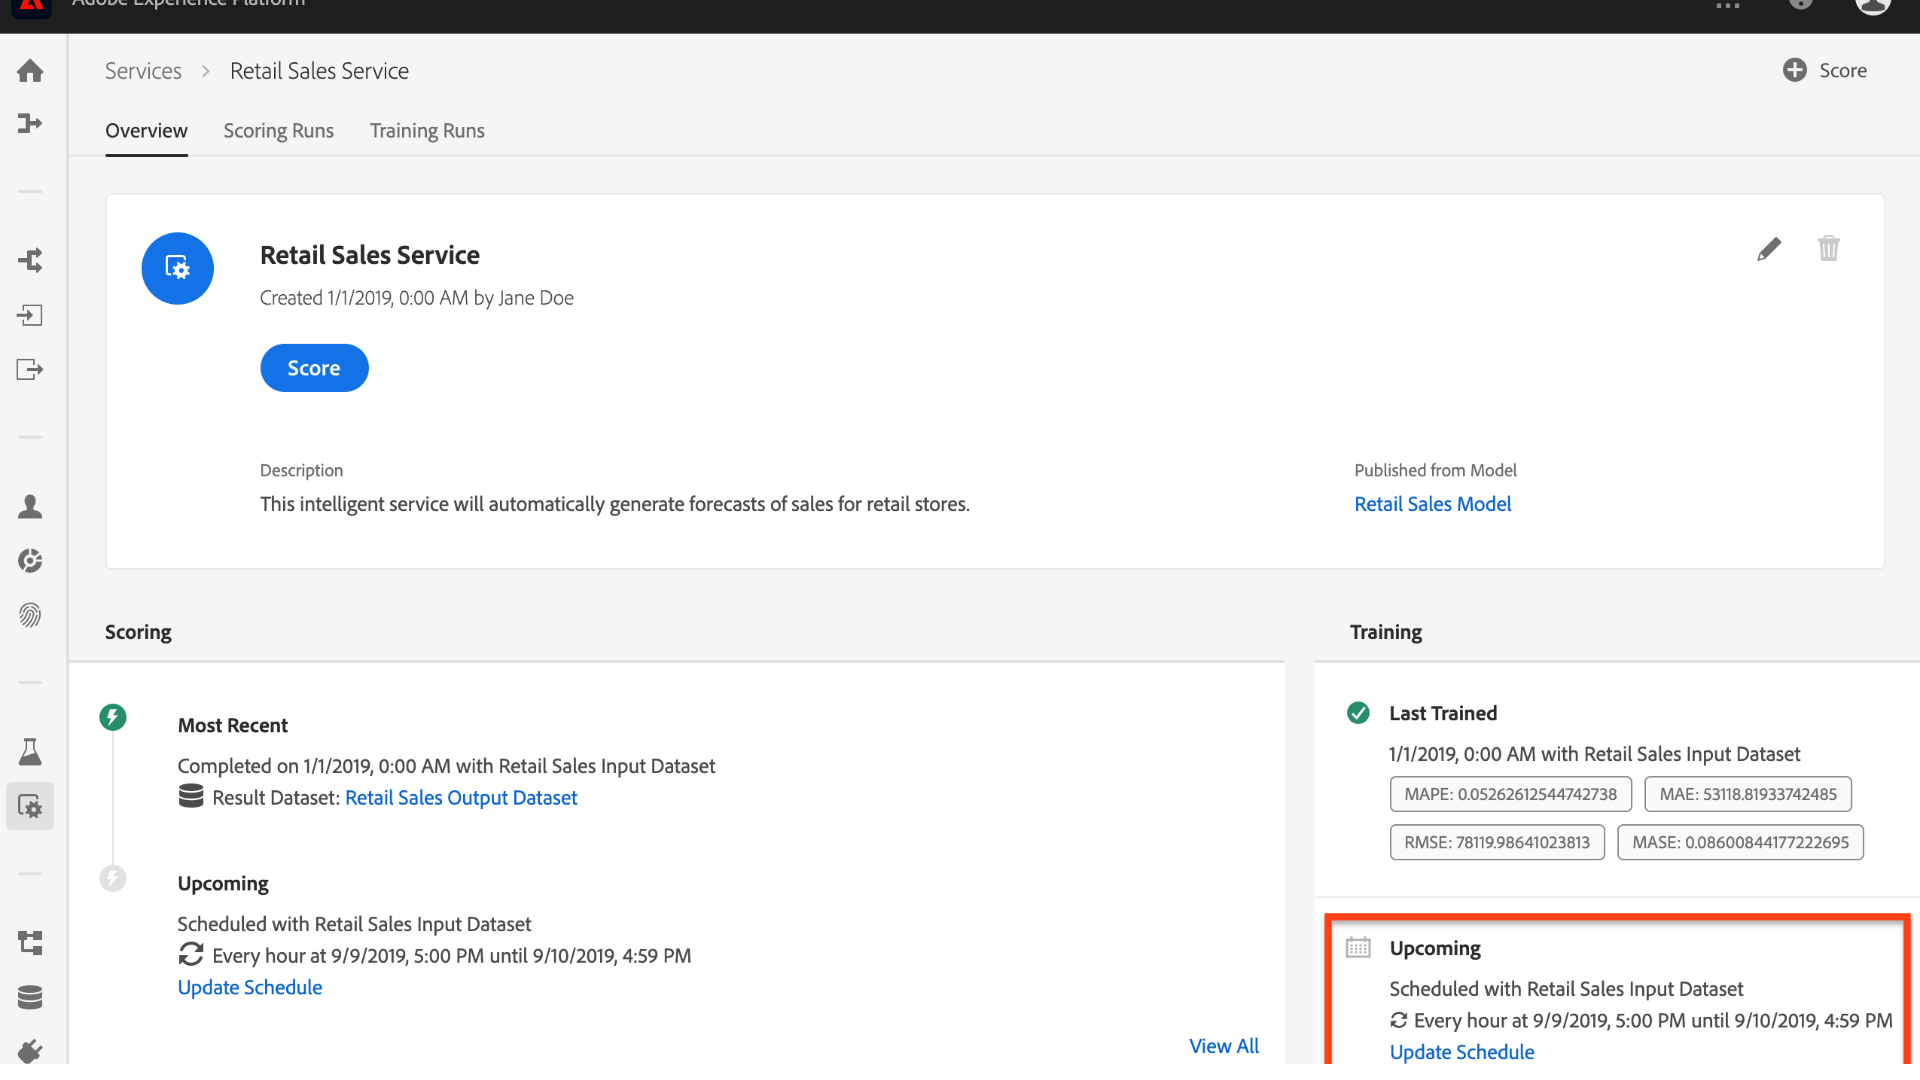 Adobe Experience Platform
Services > Retail Sales Service
Score
Overview Scoring Runs Training Runs
Retail Sales Service
Created 1/1/2019, 0:00 AM by Jane Doe
Score
Description
This intelligent service will automatically generate forecasts of sales for retail stores.
Published from Model
Retail Sales Model
Scoring
Most Recent
Completed on 1/1/2019, 0:00 AM with Retail Sales Input Dataset
Result Dataset: Retail Sales Output Dataset
Upcoming
Scheduled with Retail Sales Input Dataset
Every hour at 9/9/2019, 5:00 PM until 9/10/2019, 4:59 PM
Update Schedule
View All
Training
Last Trained
1/1/2019, 0:00 AM with Retail Sales Input Dataset
MAPE: 0.05262612544742738 MAE: 53118.81933742485
RMSE: 78119.98641023813 MASE: 0.08600844177222695
Upcoming
Scheduled with Retail Sales Input Dataset
Every hour at 9/9/2019, 5:00 PM until 9/10/2019, 4:59 PM
Update Schedule